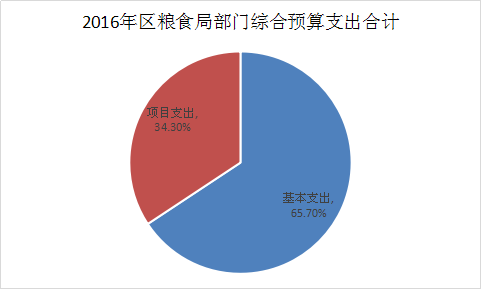 2016年区粮食局部门综合预算支出合计
项目支出,
34.30%
基本支出,
65.70%